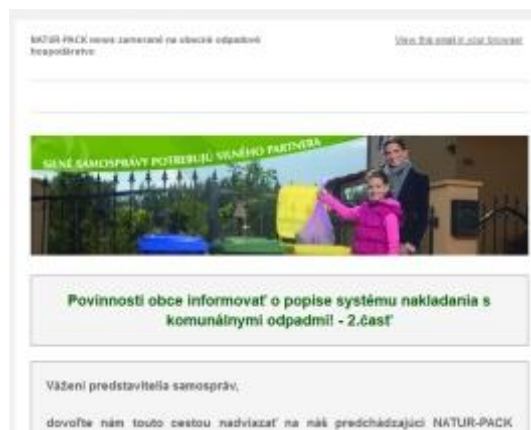 NATUR-PACK news zamerané na obecné odpadové
hospodárstvo
View this email in your browser
SILNÉ SAMOSPRÁVY POTREBUJÚ SILNÉHO PARTNERA
Povinnosti obce informovať o popise systému nakladania s
komunálnymi odpadmi! - 2.časť
Vážení predstavitelia samospráv,
dovoľte nám touto cestou nadviazať na náš predchádzajúci NATUR-PACK